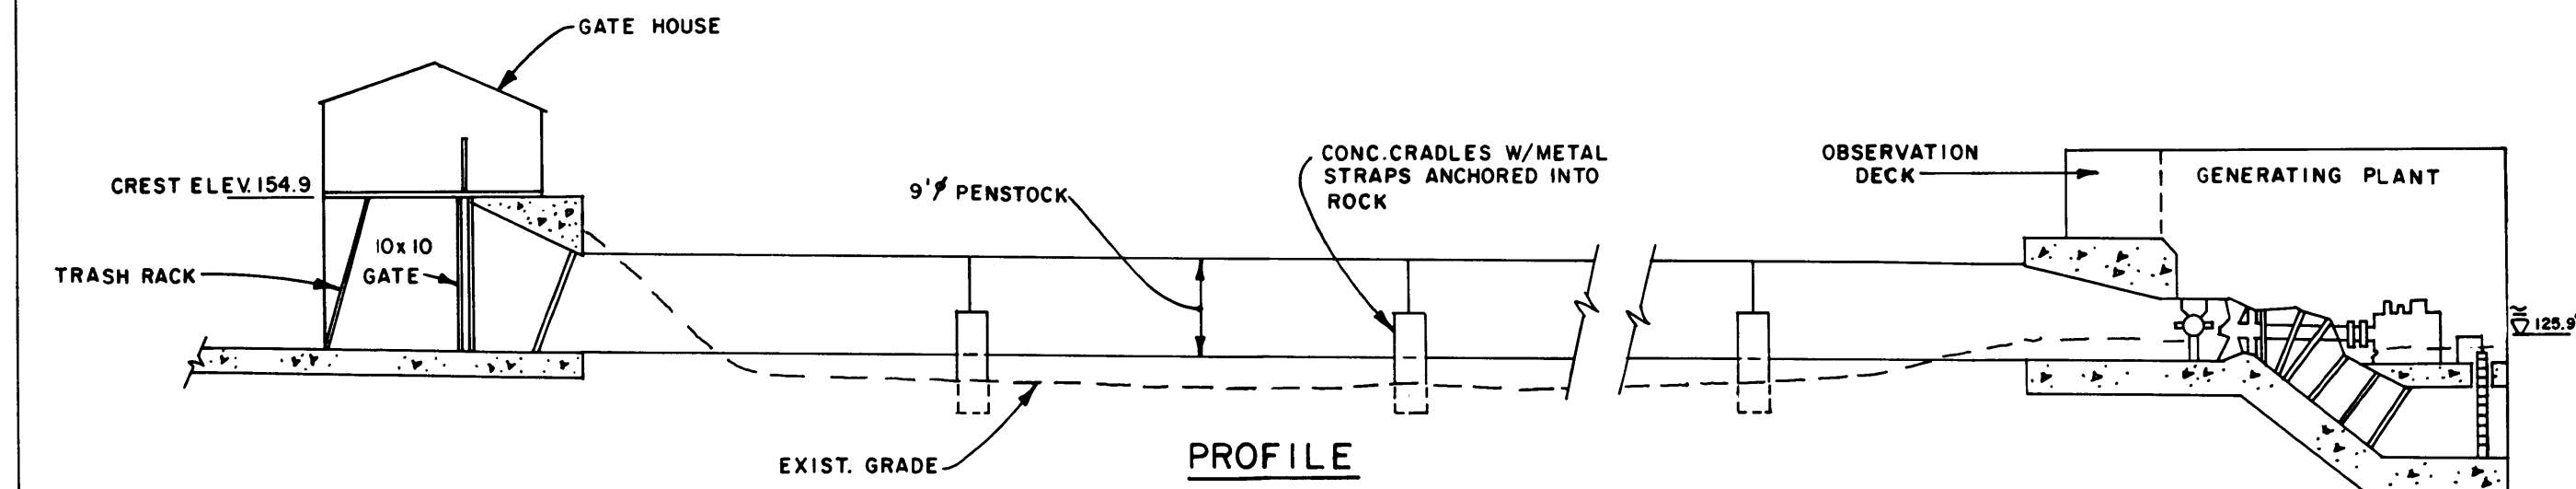 GATE HOUSE
CREST ELEV. 154.9
9'ø PENSTOCK
CONC. CRADLES W/METAL
STRAPS ANCHORED INTO
ROCK
OBSERVATION
DECK
GENERATING PLANT
10x10
GATE
TRASH RACK
≈
125.9'
EXIST. GRADE
PROFILE